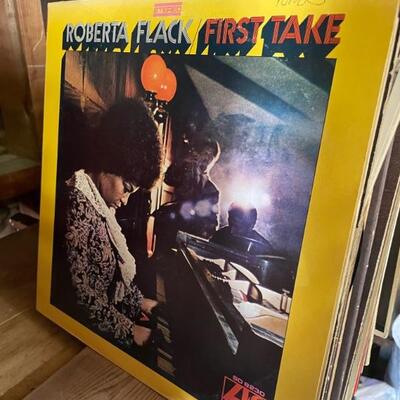 ROBERTA FLACK / FIRST TAKE
SD 8230